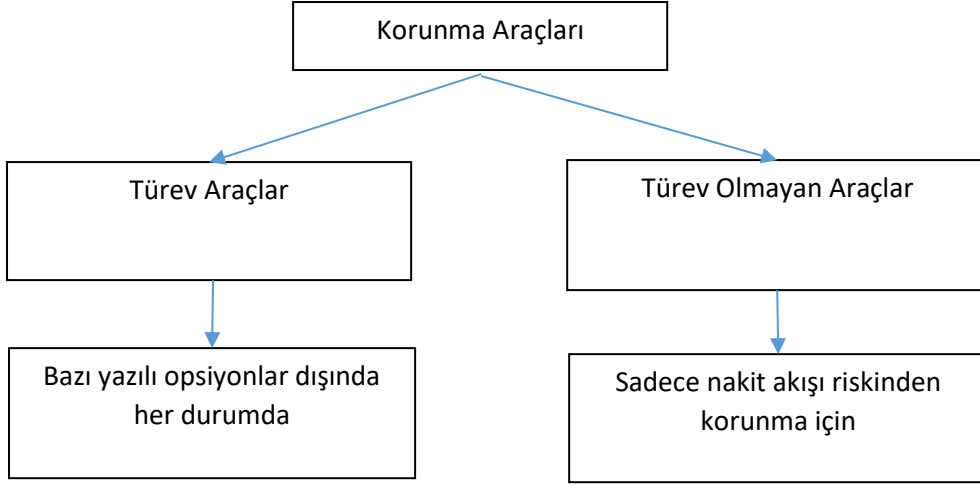 Korunma Araçları
Türev Araçlar
Türev Olmayan Araçlar
Bazı yazılı opsiyonlar dışında
her durumda
Sadece nakit akışı riskinden
korunma için